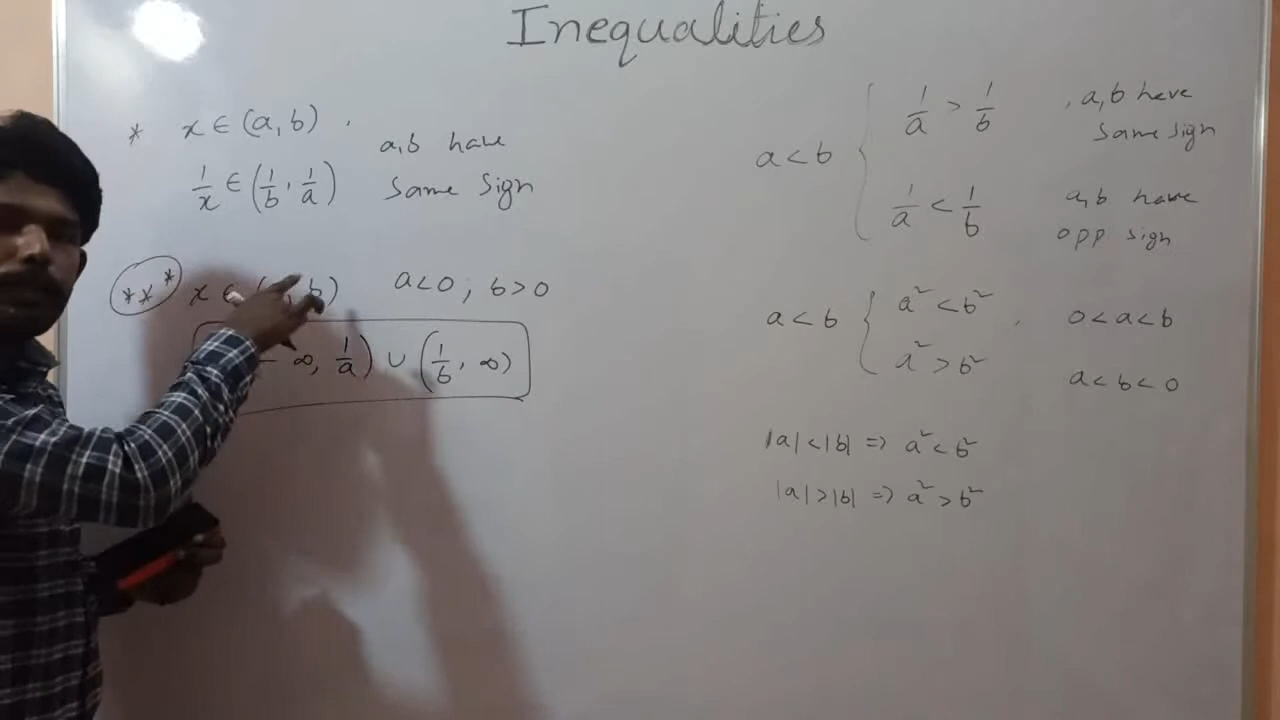 Inequalities
* x ∈ (a, b) .
1/x ∈ (1/b, 1/a)
a,b have
same sign
*** x ∈ ( , b) a<0 ; b>0
- ∞, 1/a) ∪ (1/b, ∞)
a<b { 1/a > 1/b , a,b have
same sign
1/a < 1/b a,b have
opp sign
a<b { a² < b² . 0<a<b
a² > b² a<b<0
|a|<|b| => a² < b²
|a|>|b| => a² > b²